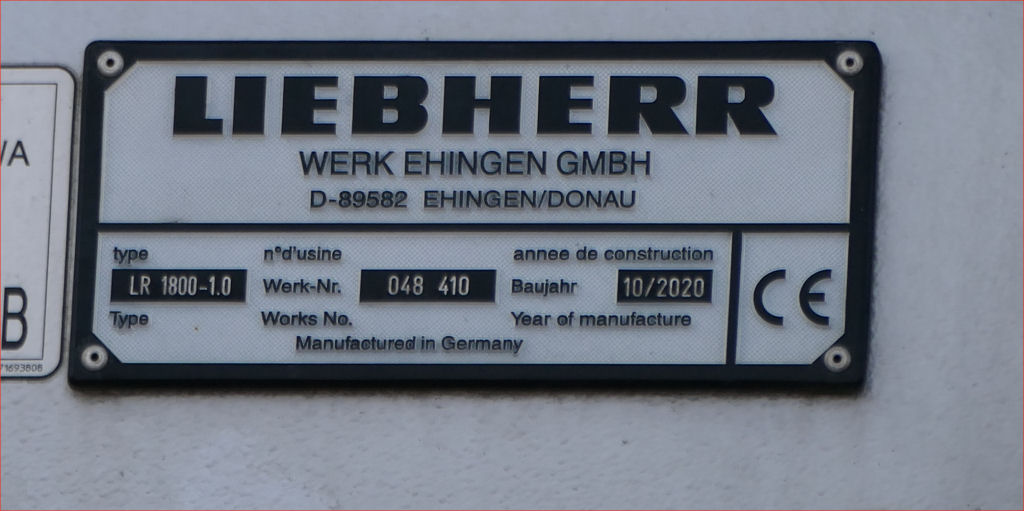 LIEBHERR
WERK EHINGEN GMBH
D-89582 EHINGEN/DONAU
type n°d'usine annee de construction
LR 1800-1.0 Werk-Nr. 048 410 Baujahr 10/2020
Type Works No. Year of manufacture
Manufactured in Germany
CE
/A
B
71693808